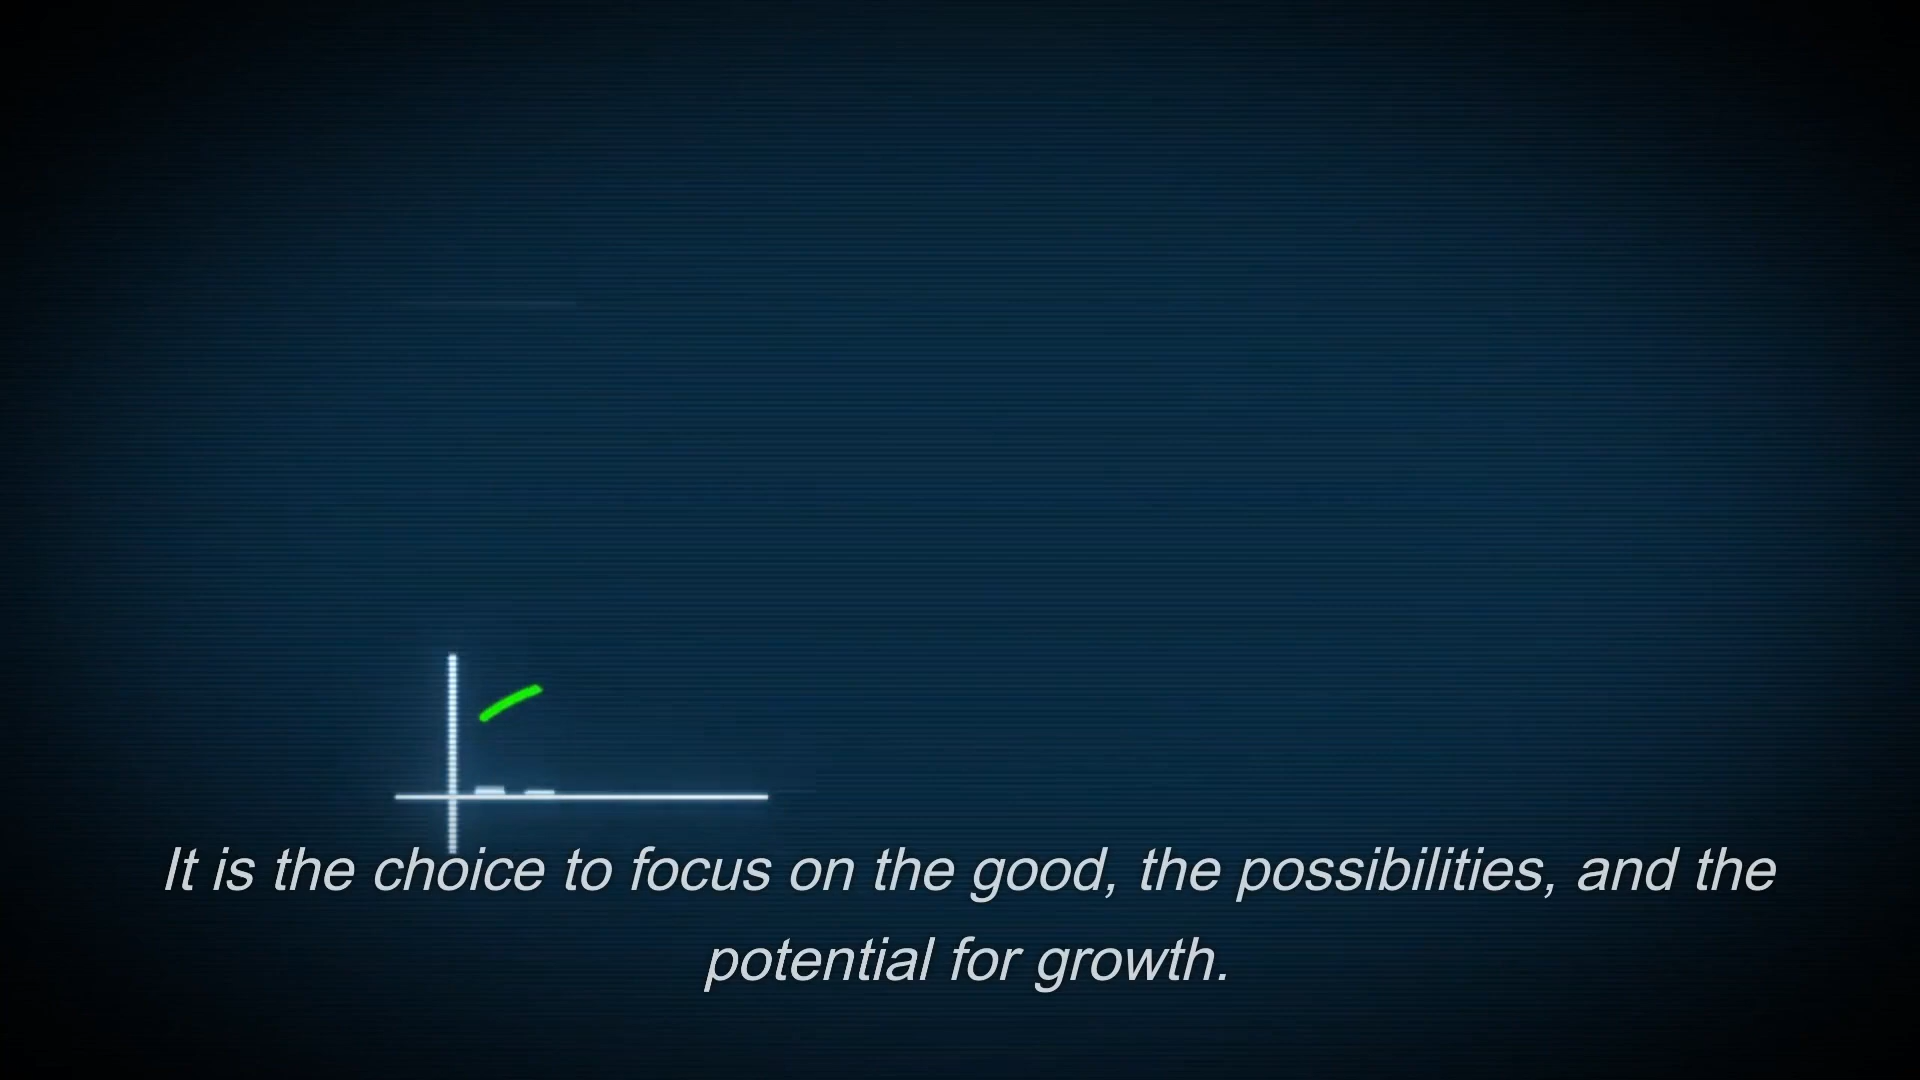 It is the choice to focus on the good, the possibilities, and the
potential for growth.